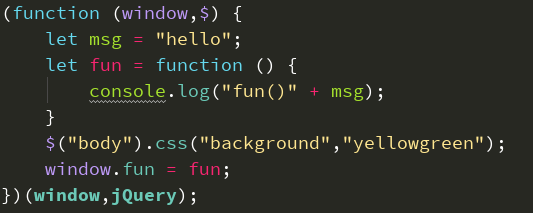 (function (window,$) {
    let msg = "hello";
    let fun = function () {
        console.log("fun()" + msg);
    }
    $("body").css("background","yellowgreen");
    window.fun = fun;
})(window,jQuery);